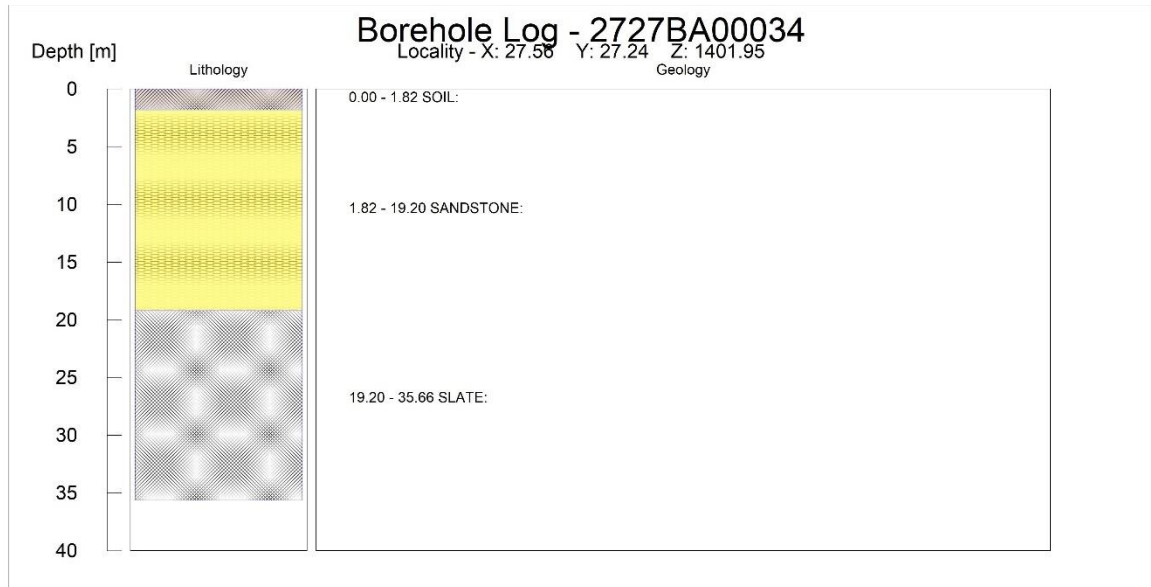 Borehole Log - 2727BA00034
Locality - X: 27.56 Y: 27.24 Z: 1401.95
Depth [m]
Lithology
Geology
0
0.00 - 1.82 SOIL:
5
10
1.82 - 19.20 SANDSTONE:
15
20
25
19.20 - 35.66 SLATE:
30
35
40